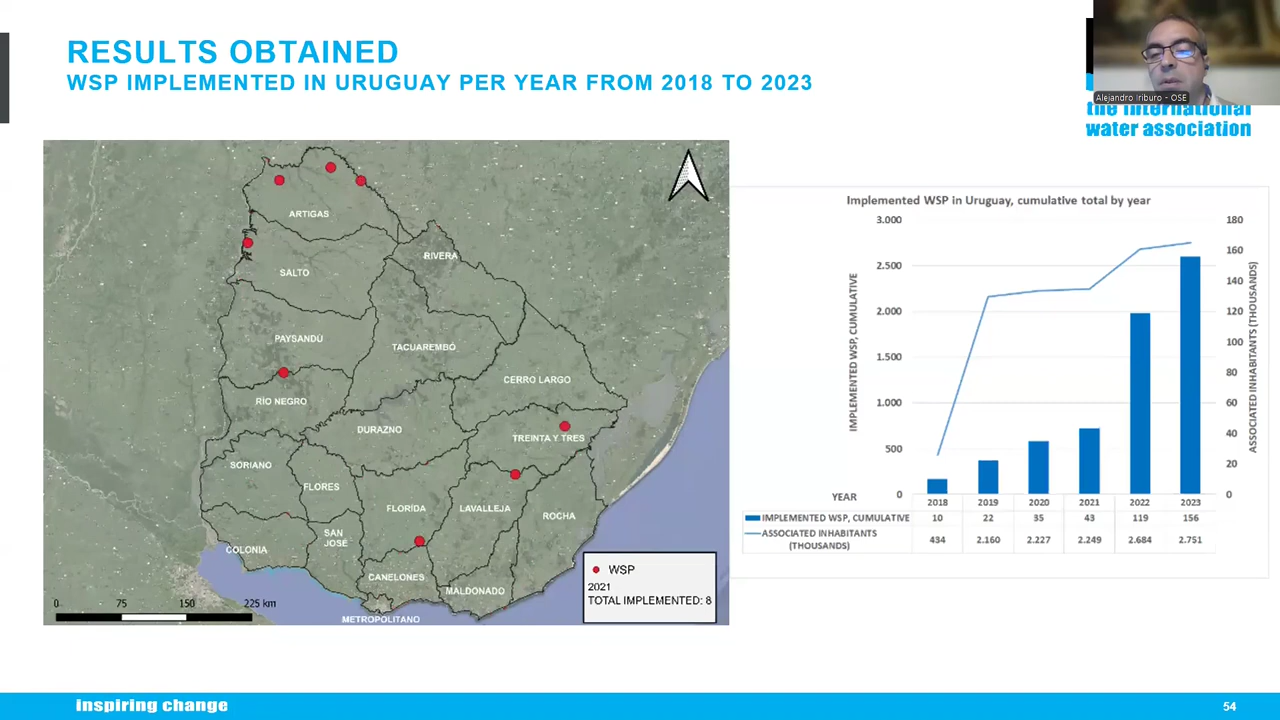 RESULTS OBTAINED
WSP IMPLEMENTED IN URUGUAY PER YEAR FROM 2018 TO 2023
Alejandro Iriburo - OSE
the international
water association
ARTIGAS
RIVERA
SALTO
PAYSANDÚ
TACUAREMBÓ
CERRO LARGO
RÍO NEGRO
DURAZNO
TREINTA Y TRES
SORIANO
FLORES
FLORIDA
LAVALLEJA
ROCHA
SAN JOSÉ
COLONIA
CANELONES
MALDONADO
METROPOLITANO
0 75 150 225 km
WSP
2021
TOTAL IMPLEMENTED: 8
Implemented WSP in Uruguay, cumulative total by year
IMPLEMENTED WSP, CUMULATIVE
3.000
2.500
2.000
1.500
1.000
500
0
180
160
140
120
100
80
60
40
20
0
ASSOCIATED INHABITANTS (THOUSANDS)
YEAR 2018 2019 2020 2021 2022 2023
IMPLEMENTED WSP, CUMULATIVE 10 22 35 43 119 156
ASSOCIATED INHABITANTS (THOUSANDS) 434 2.160 2.227 2.249 2.684 2.751
inspiring change
54